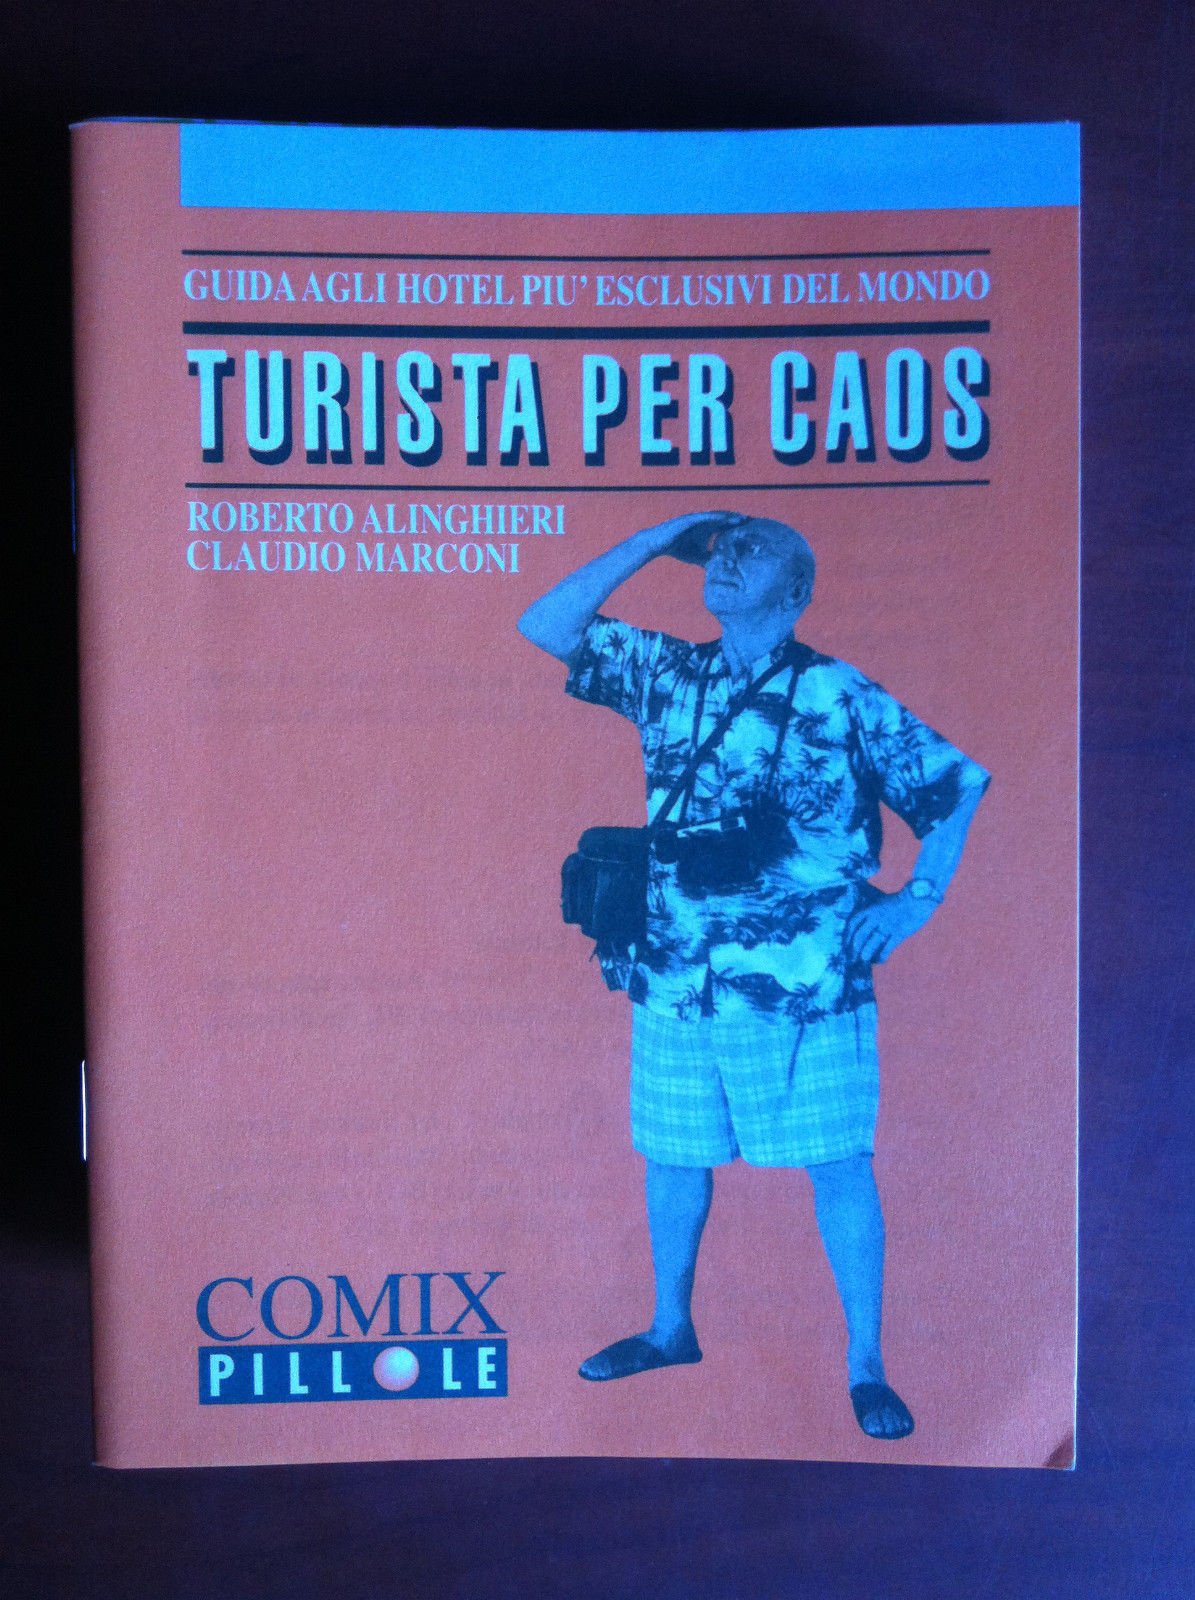 GUIDA AGLI HOTEL PIU' ESCLUSIVI DEL MONDO
TURISTA PER CAOS
ROBERTO ALINGHIERI
CLAUDIO MARCONI
COMIX
PILLOLE